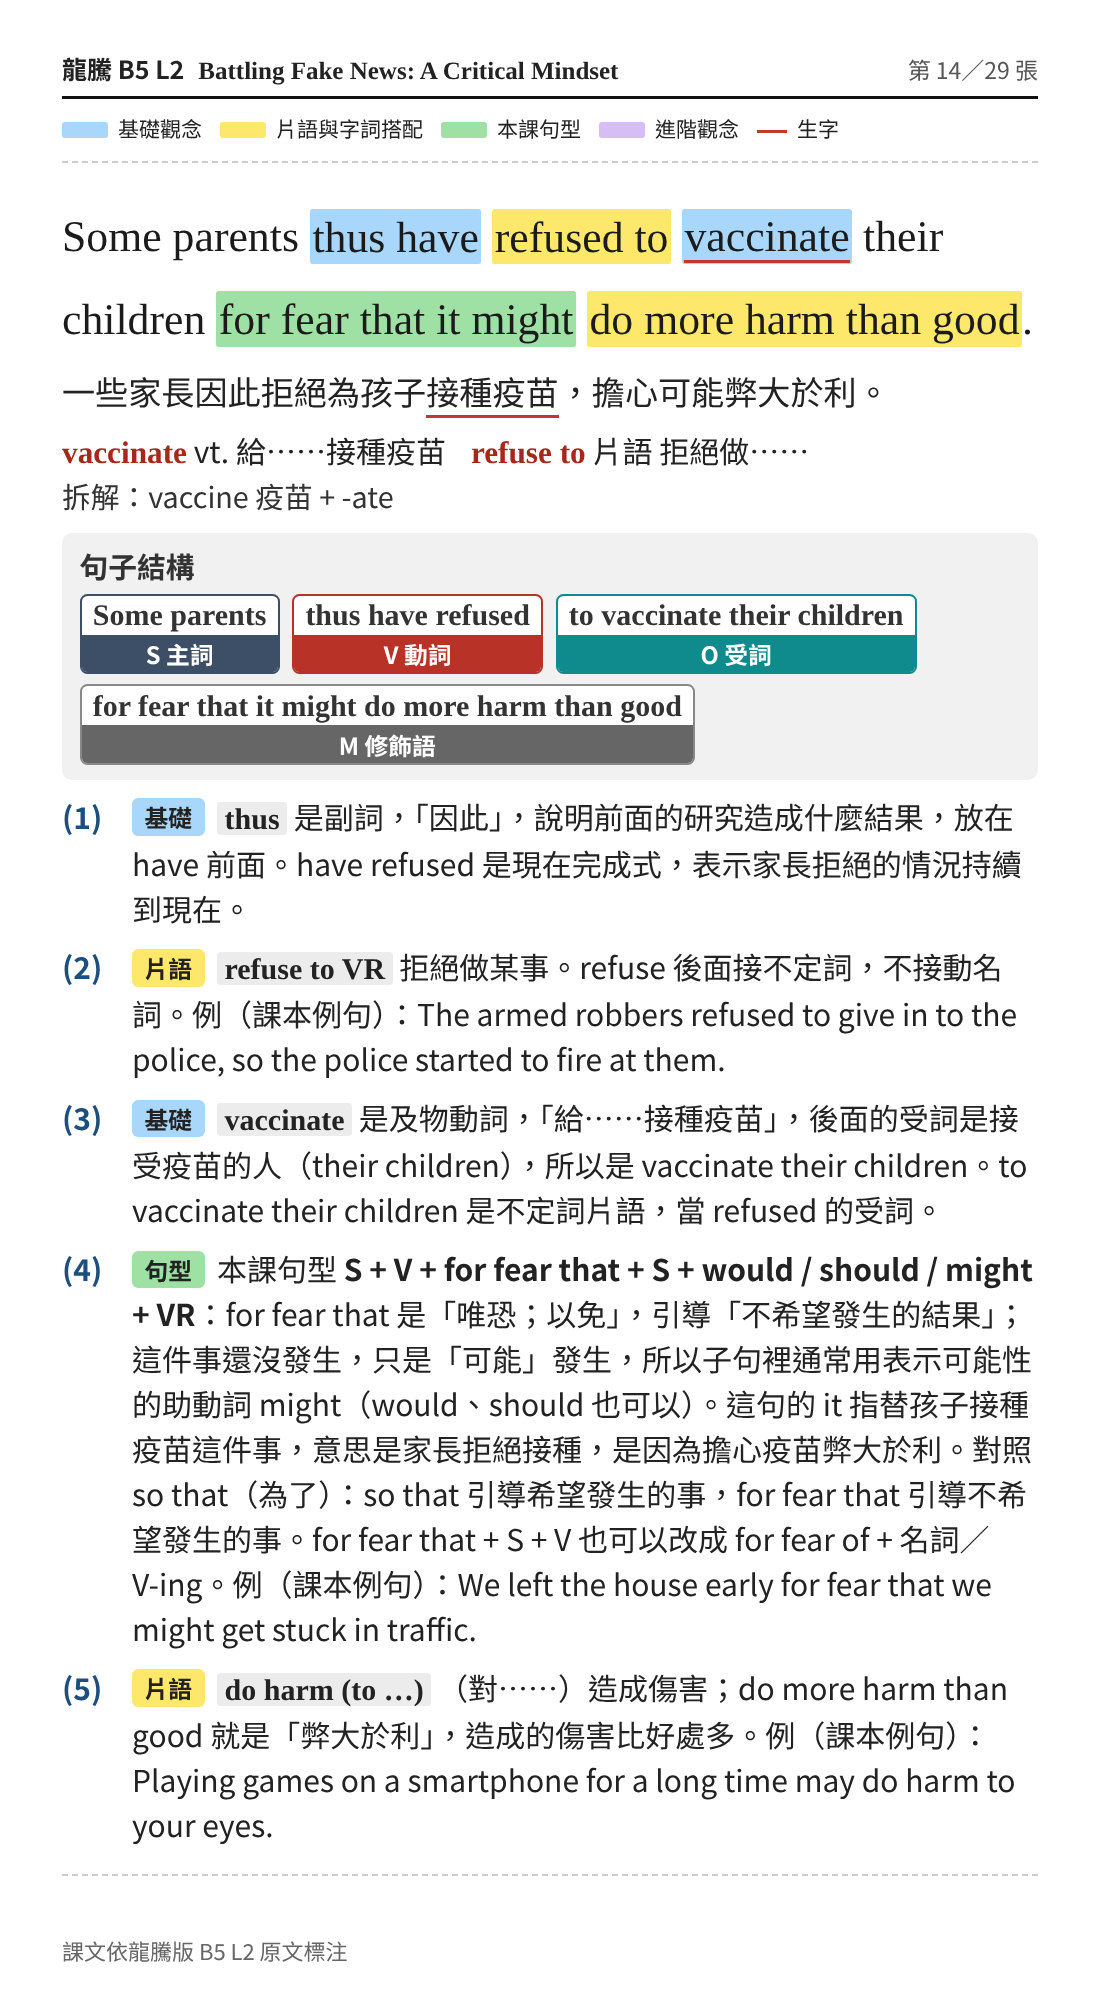 龍騰 B5 L2 Battling Fake News: A Critical Mindset 第 14／29 張
基礎觀念 片語與字詞搭配 本課句型 進階觀念 生字
Some parents thus have refused to vaccinate their
children for fear that it might do more harm than good.
一些家長因此拒絕為孩子接種疫苗，擔心可能弊大於利。
vaccinate vt. 給……接種疫苗 refuse to 片語 拒絕做……
拆解：vaccine 疫苗 + -ate
句子結構
Some parents thus have refused to vaccinate their children
S 主詞 V 動詞 O 受詞
for fear that it might do more harm than good
M 修飾語
(1) 基礎 thus 是副詞，「因此」，說明前面的研究造成什麼結果，放在
have 前面。have refused 是現在完成式，表示家長拒絕的情況持續
到現在。
(2) 片語 refuse to VR 拒絕做某事。refuse 後面接不定詞，不接動名
詞。例（課本例句）：The armed robbers refused to give in to the
police, so the police started to fire at them.
(3) 基礎 vaccinate 是及物動詞，「給……接種疫苗」，後面的受詞是接
受疫苗的人（their children），所以是 vaccinate their children。to
vaccinate their children 是不定詞片語，當 refused 的受詞。
(4) 句型 本課句型 S + V + for fear that + S + would / should / might
+ VR：for fear that 是「唯恐；以免」，引導「不希望發生的結果」；
這件事還沒發生，只是「可能」發生，所以子句裡通常用表示可能性
的助動詞 might（would、should 也可以）。這句的 it 指替孩子接種
疫苗這件事，意思是家長拒絕接種，是因為擔心疫苗弊大於利。對照
so that（為了）：so that 引導希望發生的事，for fear that 引導不希
望發生的事。for fear that + S + V 也可以改成 for fear of + 名詞／
V-ing。例（課本例句）：We left the house early for fear that we
might get stuck in traffic.
(5) 片語 do harm (to …) （對……）造成傷害；do more harm than
good 就是「弊大於利」，造成的傷害比好處多。例（課本例句）：
Playing games on a smartphone for a long time may do harm to
your eyes.
課文依龍騰版 B5 L2 原文標注